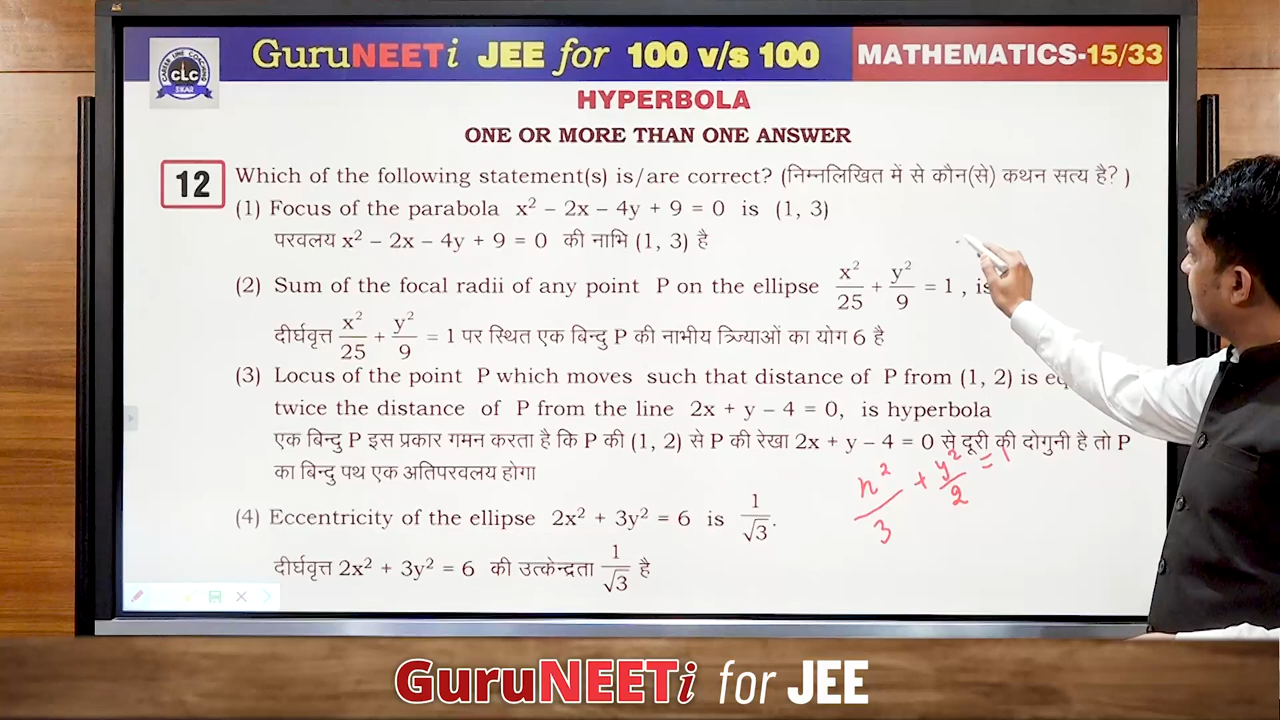 GuruNEETi JEE for 100 v/s 100 MATHEMATICS-15/33
CLC
SIKAR
HYPERBOLA
ONE OR MORE THAN ONE ANSWER
12 Which of the following statement(s) is/are correct? (निम्नलिखित में से कौन(से) कथन सत्य है? )
(1) Focus of the parabola x² – 2x – 4y + 9 = 0 is (1, 3)
परवलय x² – 2x – 4y + 9 = 0 की नाभि (1, 3) है
(2) Sum of the focal radii of any point P on the ellipse x²/25 + y²/9 = 1 , is
दीर्घवृत्त x²/25 + y²/9 = 1 पर स्थित एक बिन्दु P की नाभीय त्रिज्याओं का योग 6 है
(3) Locus of the point P which moves such that distance of P from (1, 2) is eq
twice the distance of P from the line 2x + y – 4 = 0, is hyperbola
एक बिन्दु P इस प्रकार गमन करता है कि P की (1, 2) से P की रेखा 2x + y – 4 = 0 से दूरी की दोगुनी है तो P
का बिन्दु पथ एक अतिपरवलय होगा
x²/3 + y²/2 = 1
(4) Eccentricity of the ellipse 2x² + 3y² = 6 is 1/√3.
दीर्घवृत्त 2x² + 3y² = 6 की उत्केन्द्रता 1/√3 है
GuruNEETi for JEE